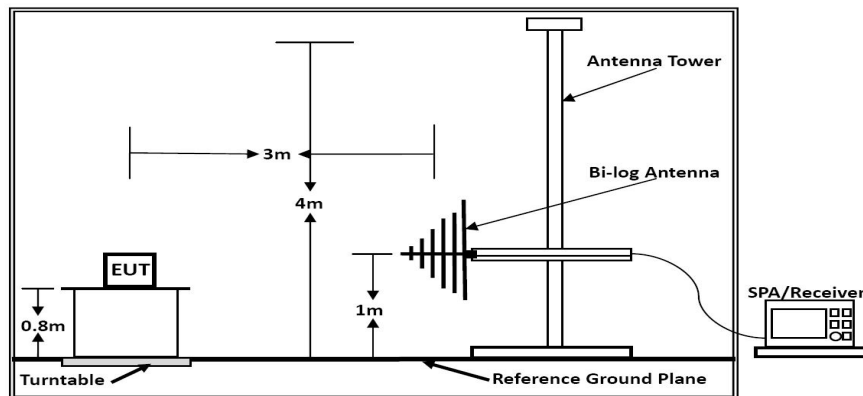 Antenna Tower
3m
Bi-log Antenna
4m
EUT
1m
SPA/Receiver
0.8m
Turntable
Reference Ground Plane